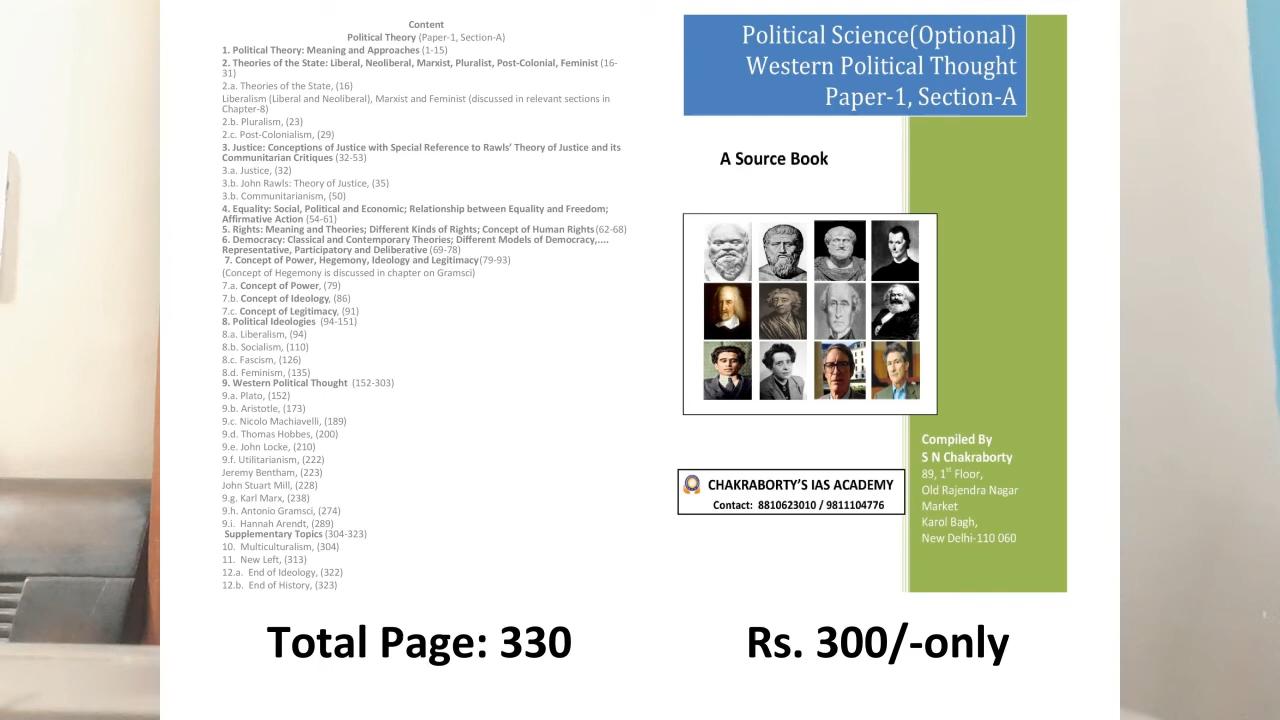 Content
Political Theory (Paper-1, Section-A)
1. Political Theory: Meaning and Approaches (1-15)
2. Theories of the State: Liberal, Neoliberal, Marxist, Pluralist, Post-Colonial, Feminist (16-
31)
2.a. Theories of the State, (16)
Liberalism (Liberal and Neoliberal), Marxist and Feminist (discussed in relevant sections in
Chapter-8)
2.b. Pluralism, (23)
2.c. Post-Colonialism, (29)
3. Justice: Conceptions of Justice with Special Reference to Rawls' Theory of Justice and its
Communitarian Critiques (32-53)
3.a. Justice, (32)
3.b. John Rawls: Theory of Justice, (35)
3.b. Communitarianism, (50)
4. Equality: Social, Political and Economic; Relationship between Equality and Freedom;
Affirmative Action (54-61)
5. Rights: Meaning and Theories; Different Kinds of Rights; Concept of Human Rights (62-68)
6. Democracy: Classical and Contemporary Theories; Different Models of Democracy,....
Representative, Participatory and Deliberative (69-78)
7. Concept of Power, Hegemony, Ideology and Legitimacy (79-93)
(Concept of Hegemony is discussed in chapter on Gramsci)
7.a. Concept of Power, (79)
7.b. Concept of Ideology, (86)
7.c. Concept of Legitimacy, (91)
8. Political Ideologies (94-151)
8.a. Liberalism, (94)
8.b. Socialism, (110)
8.c. Fascism, (126)
8.d. Feminism, (135)
9. Western Political Thought (152-303)
9.a. Plato, (152)
9.b. Aristotle, (173)
9.c. Nicolo Machiavelli, (189)
9.d. Thomas Hobbes, (200)
9.e. John Locke, (210)
9.f. Utilitarianism, (222)
Jeremy Bentham, (223)
John Stuart Mill, (228)
9.g. Karl Marx, (238)
9.h. Antonio Gramsci, (274)
9.i. Hannah Arendt, (289)
Supplementary Topics (304-323)
10. Multiculturalism, (304)
11. New Left, (313)
12.a. End of Ideology, (322)
12.b. End of History, (323)
Total Page: 330
Political Science(Optional)
Western Political Thought
Paper-1, Section-A
A Source Book
Compiled By
S N Chakraborty
89, 1st Floor,
Old Rajendra Nagar
Market
Karol Bagh,
New Delhi-110 060
CHAKRABORTY'S IAS ACADEMY
Contact: 8810623010 / 9811104776
Rs. 300/-only